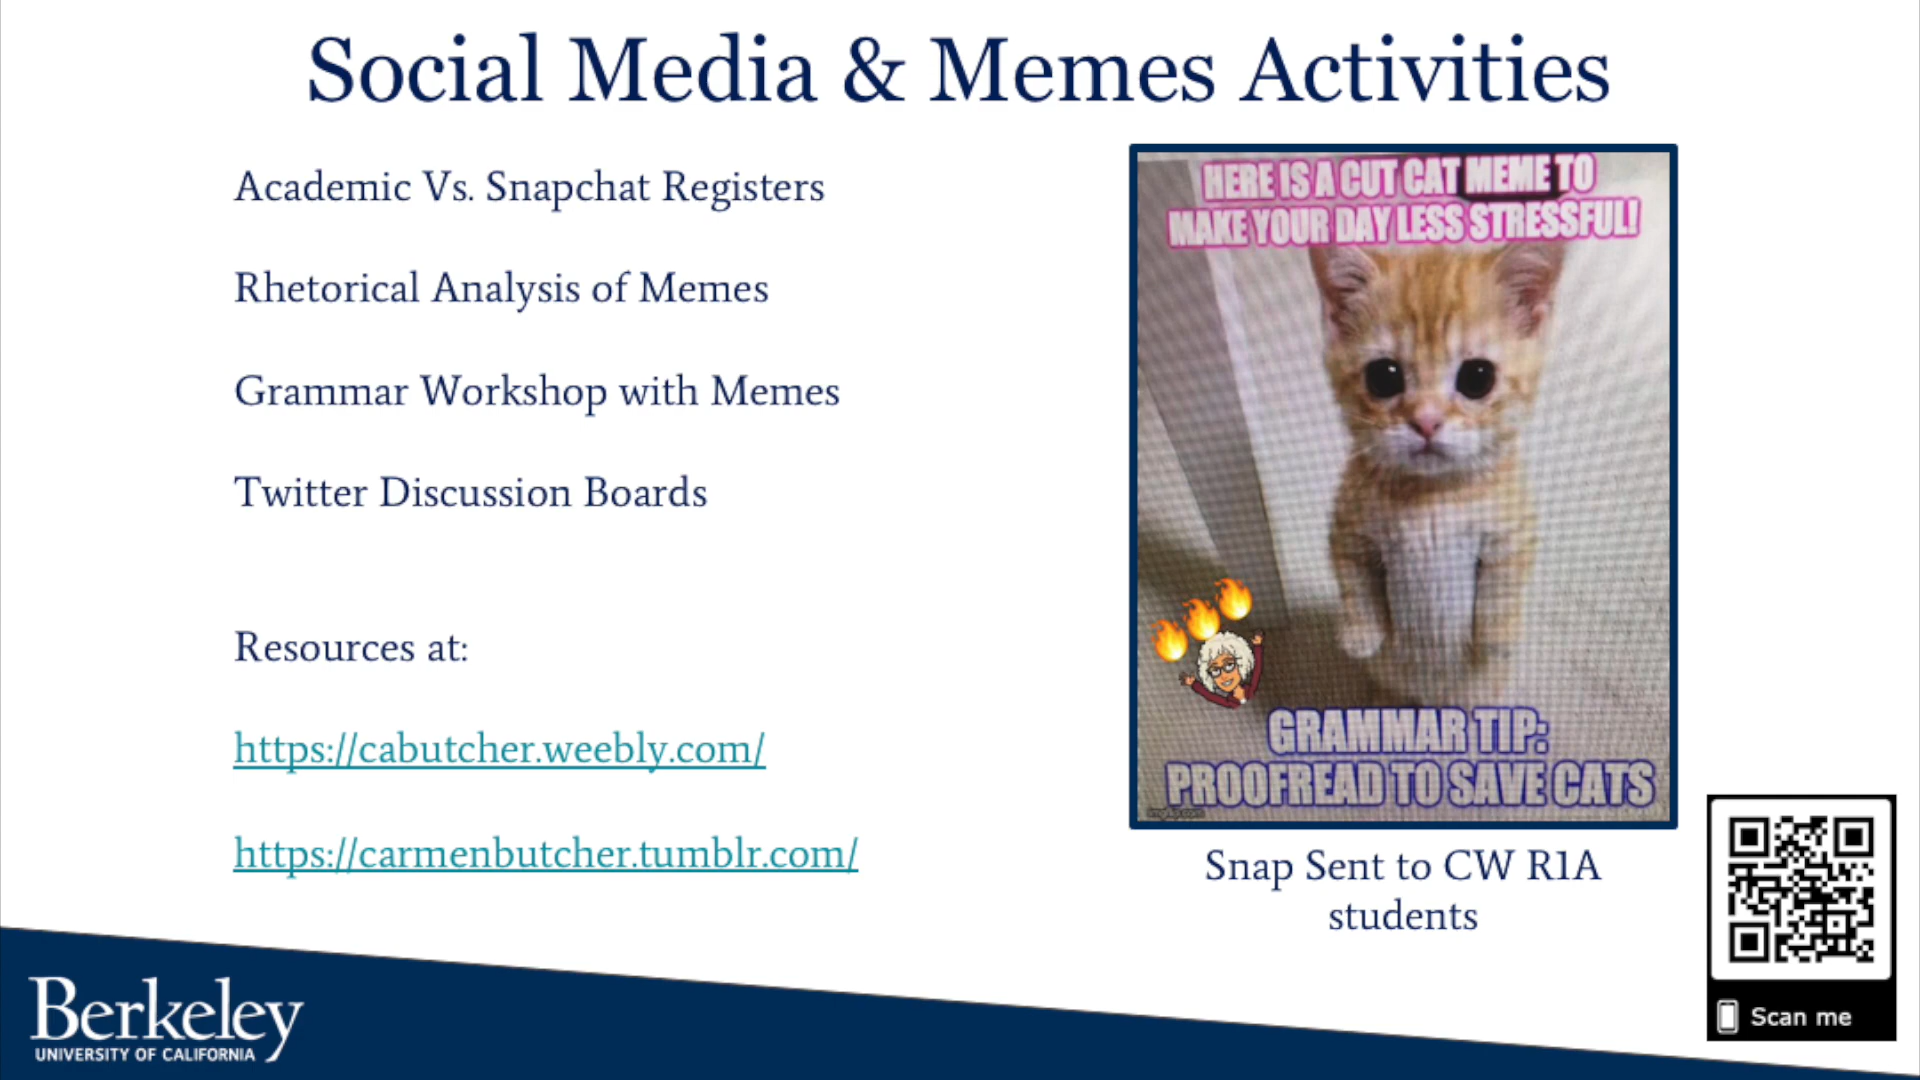 Social Media & Memes Activities
Academic Vs. Snapchat Registers
Rhetorical Analysis of Memes
Grammar Workshop with Memes
Twitter Discussion Boards
Resources at:
https://cabutcher.weebly.com/
https://carmenbutcher.tumblr.com/
HERE IS A CUT CAT MEME TO
MAKE YOUR DAY LESS STRESSFUL!
GRAMMAR TIP:
PROOFREAD TO SAVE CATS
imgflip.com
Snap Sent to CW R1A
students
Scan me
Berkeley
UNIVERSITY OF CALIFORNIA